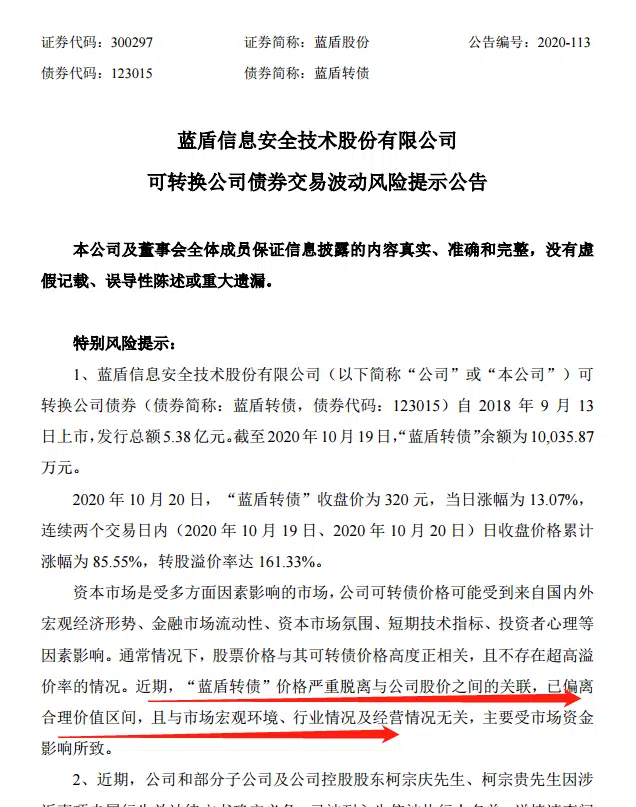 证券代码：300297 证券简称：蓝盾股份 公告编号：2020-113
债券代码：123015 债券简称：蓝盾转债
蓝盾信息安全技术股份有限公司
可转换公司债券交易波动风险提示公告
本公司及董事会全体成员保证信息披露的内容真实、准确和完整，没有虚
假记载、误导性陈述或重大遗漏。
特别风险提示：
1、蓝盾信息安全技术股份有限公司（以下简称“公司”或“本公司”）可
转换公司债券（债券简称：蓝盾转债，债券代码：123015）自 2018 年 9 月 13
日上市，发行总额 5.38 亿元。截至 2020 年 10 月 19 日，“蓝盾转债”余额为 10,035.87
万元。
2020 年 10 月 20 日，“蓝盾转债”收盘价为 320 元，当日涨幅为 13.07%，
连续两个交易日内（2020 年 10 月 19 日、2020 年 10 月 20 日）日收盘价格累计
涨幅为 85.55%，转股溢价率达 161.33%。
资本市场是受多方面因素影响的市场，公司可转债价格可能受到来自国内外
宏观经济形势、金融市场流动性、资本市场氛围、短期技术指标、投资者心理等
因素影响。通常情况下，股票价格与其可转债价格高度正相关，且不存在超高溢
价率的情况。近期，“蓝盾转债”价格严重脱离与公司股价之间的关联，已偏离
合理价值区间，且与市场宏观环境、行业情况及经营情况无关，主要受市场资金
影响所致。
2、近期，公司和部分子公司及公司控股股东柯宗庆先生、柯宗贵先生因涉